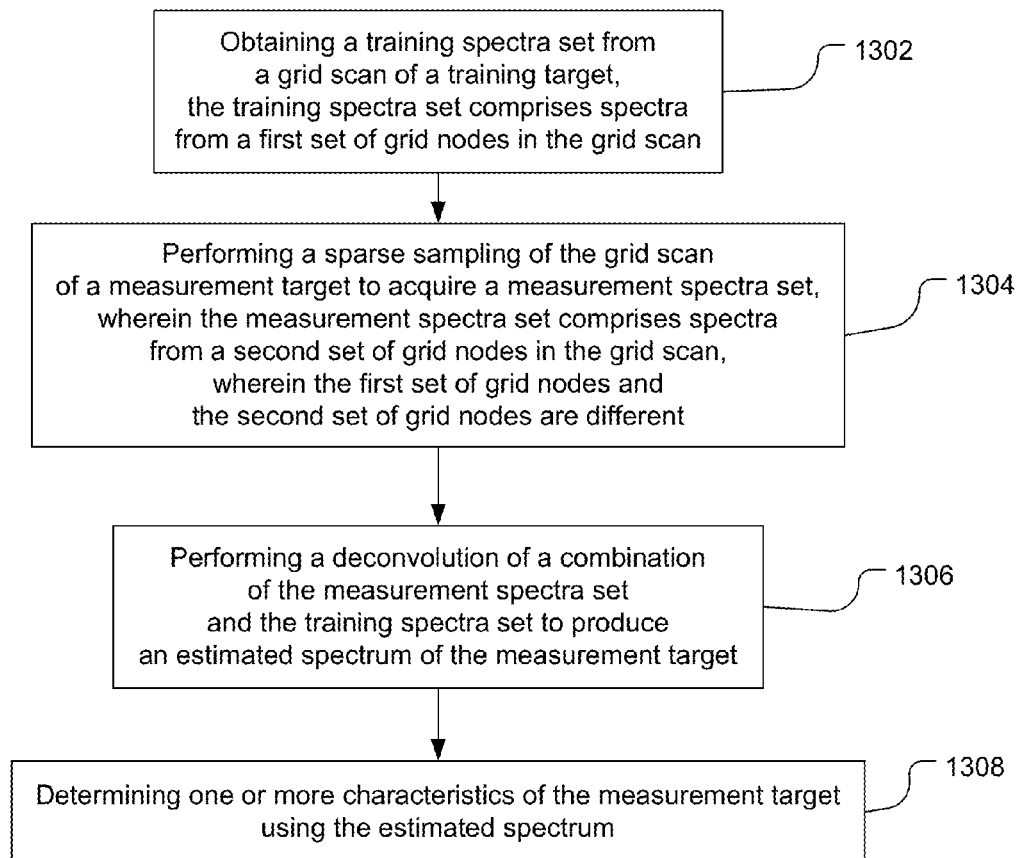 Obtaining a training spectra set from
a grid scan of a training target,
the training spectra set comprises spectra
from a first set of grid nodes in the grid scan
1302
Performing a sparse sampling of the grid scan
of a measurement target to acquire a measurement spectra set,
wherein the measurement spectra set comprises spectra
from a second set of grid nodes in the grid scan,
wherein the first set of grid nodes and
the second set of grid nodes are different
1304
Performing a deconvolution of a combination
of the measurement spectra set
and the training spectra set to produce
an estimated spectrum of the measurement target
1306
Determining one or more characteristics of the measurement target
using the estimated spectrum
1308